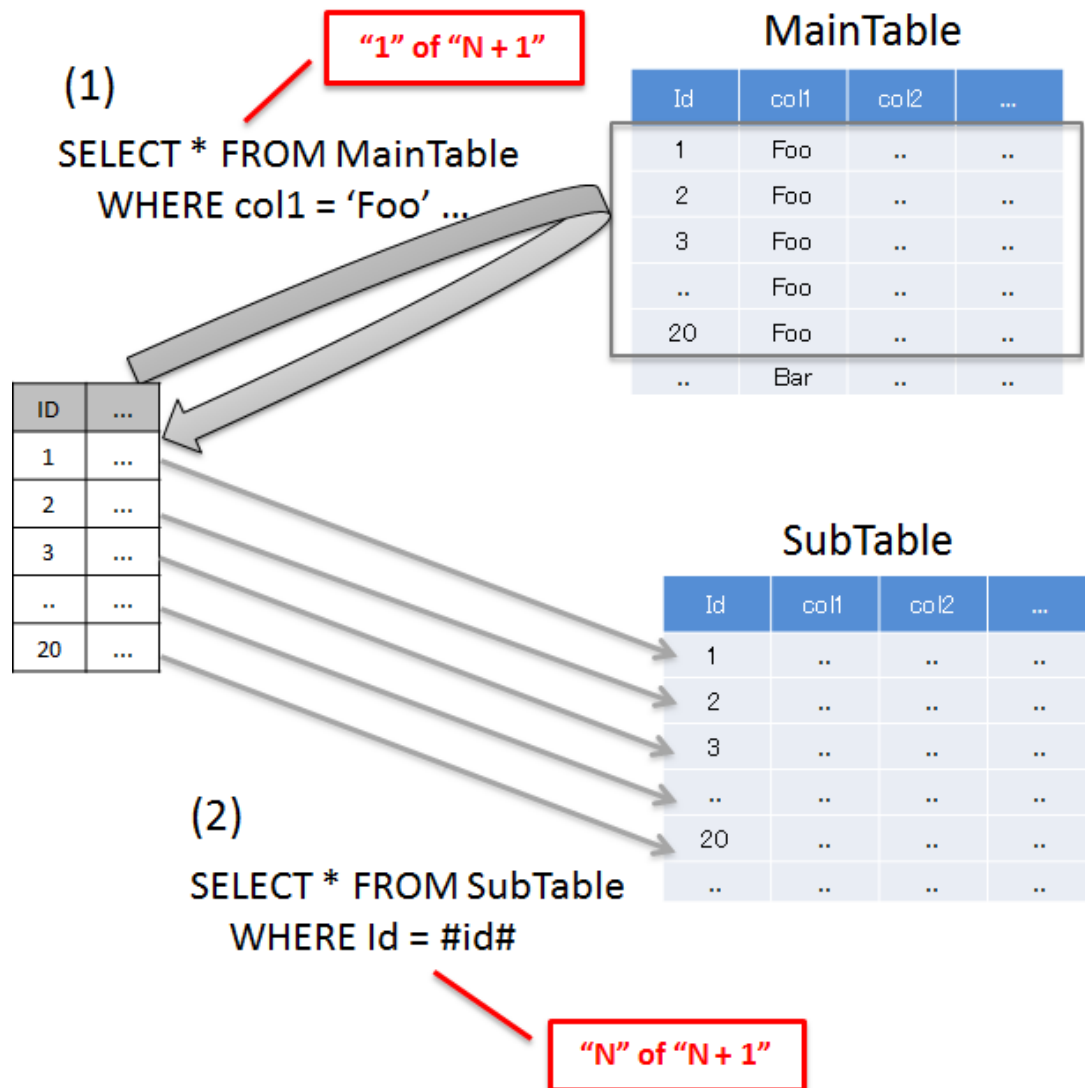 “1” of “N + 1”
MainTable
(1)
SELECT * FROM MainTable
WHERE col1 = ‘Foo’ ...
Id col1 col2 ...
1 Foo .. ..
2 Foo .. ..
3 Foo .. ..
.. Foo .. ..
20 Foo .. ..
.. Bar .. ..
ID ...
1 ...
2 ...
3 ...
.. ...
20 ...
SubTable
Id col1 col2 ...
1 .. .. ..
2 .. .. ..
3 .. .. ..
.. .. .. ..
20 .. .. ..
.. .. .. ..
(2)
SELECT * FROM SubTable
WHERE Id = #id#
“N” of “N + 1”